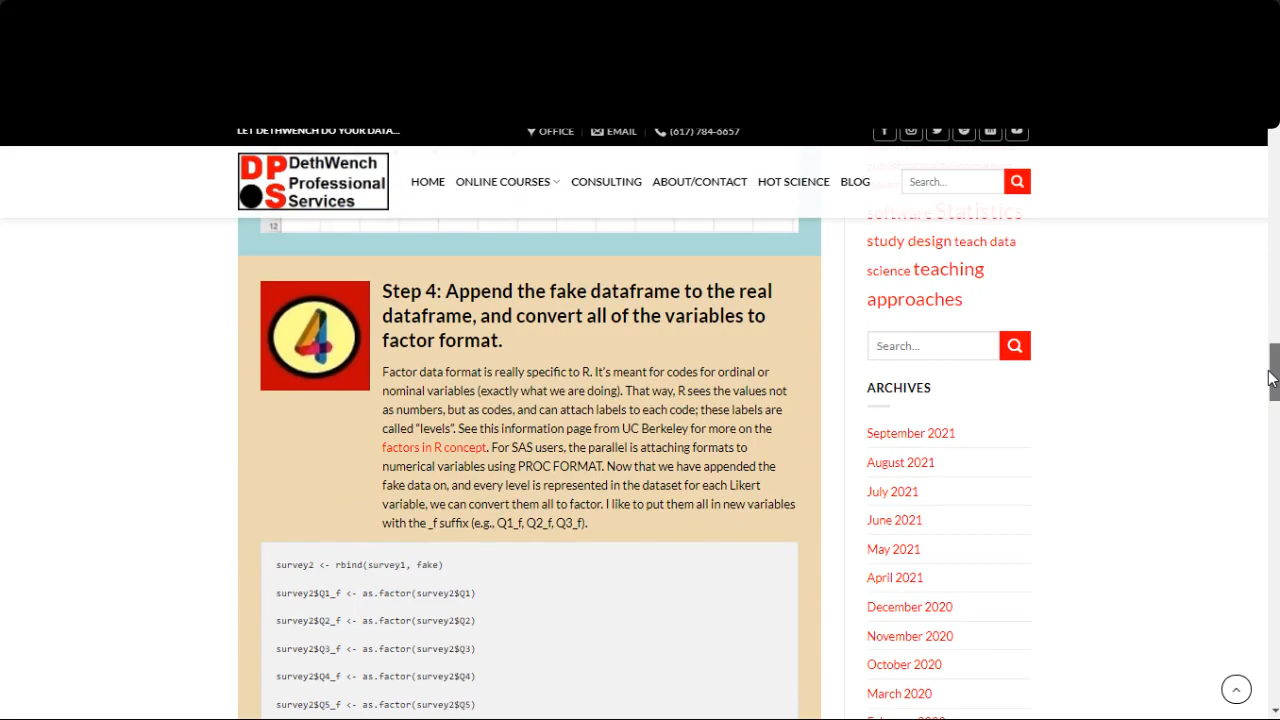 LET DETHWENCH DO YOUR DATA...
OFFICE
EMAIL
(617) 784-6657
DPS DethWench Professional Services
HOME
ONLINE COURSES
CONSULTING
ABOUT/CONTACT
HOT SCIENCE
BLOG
Search...
12
Step 4: Append the fake dataframe to the real
dataframe, and convert all of the variables to
factor format.
Factor data format is really specific to R. It's meant for codes for ordinal or
nominal variables (exactly what we are doing). That way, R sees the values not
as numbers, but as codes, and can attach labels to each code; these labels are
called "levels". See this information page from UC Berkeley for more on the
factors in R concept. For SAS users, the parallel is attaching formats to
numerical variables using PROC FORMAT. Now that we have appended the
fake data on, and every level is represented in the dataset for each Likert
variable, we can convert them all to factor. I like to put them all in new variables
with the _f suffix (e.g., Q1_f, Q2_f, Q3_f).
survey2 <- rbind(survey1, fake)
survey2$Q1_f <- as.factor(survey2$Q1)
survey2$Q2_f <- as.factor(survey2$Q2)
survey2$Q3_f <- as.factor(survey2$Q3)
survey2$Q4_f <- as.factor(survey2$Q4)
survey2$Q5_f <- as.factor(survey2$Q5)
software Statistics
study design teach data
science teaching
approaches
Search...
ARCHIVES
September 2021
August 2021
July 2021
June 2021
May 2021
April 2021
December 2020
November 2020
October 2020
March 2020